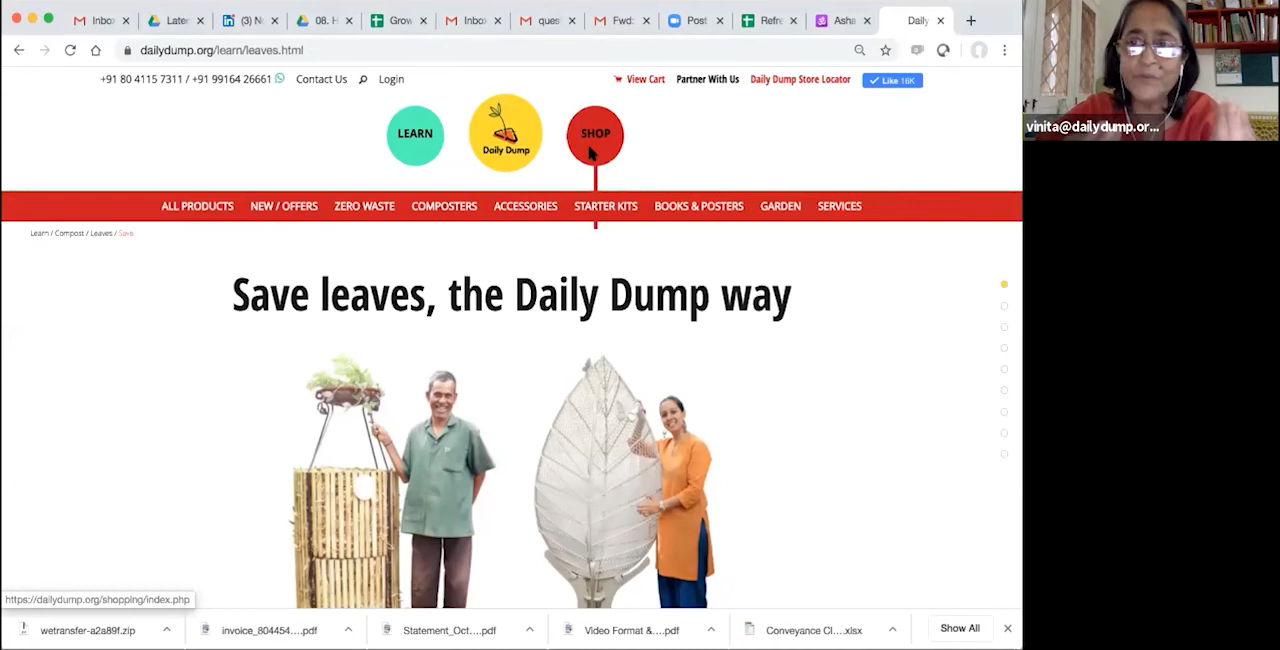 Inbox
Later
(3) N
08. H
Grow
Inbox
ques
Fwd:
Post
Refre
Asha
Daily
dailydump.org/learn/leaves.html
+91 80 4115 7311 / +91 99164 26661
Contact Us
Login
View Cart
Partner With Us
Daily Dump Store Locator
Like 16K
LEARN
Daily Dump
SHOP
vinita@dailydump.or...
ALL PRODUCTS
NEW / OFFERS
ZERO WASTE
COMPOSTERS
ACCESSORIES
STARTER KITS
BOOKS & POSTERS
GARDEN
SERVICES
Learn / Compost / Leaves / Save
Save leaves, the Daily Dump way
https://dailydump.org/shopping/index.php
wetransfer-a2a89f.zip
invoice_804454....pdf
Statement_Oct....pdf
Video Format &....pdf
Conveyance Cl....xlsx
Show All